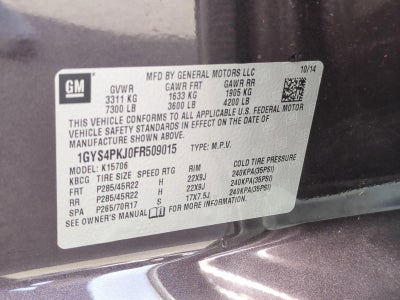 GM
MFD BY GENERAL MOTORS LLC
10/14
GVWR GAWR FRT GAWR RR
3311 KG 1633 KG 1905 KG
7300 LB 3600 LB 4200 LB
THIS VEHICLE CONFORMS TO ALL APPLICABLE U.S. FEDERAL MOTOR
VEHICLE SAFETY AND THEFT PREVENTION STANDARDS
IN EFFECT ON THE DATE OF
MANUFACTURE SHOWN ABOVE.
1GYS4PKJ0FR509015 TYPE: M.P.V.
MODEL: K15706
KBCG TIRE SIZE SPEED RTG RIM COLD TIRE PRESSURE
FRT P285/45R22 H 22X9J 240KPA(35PSI)
RR P285/45R22 H 22X9J 240KPA(35PSI)
SPA P265/70R17 S 17X7.5J 240KPA(35PSI)
SEE OWNER'S MANUAL FOR MORE INFORMATION.